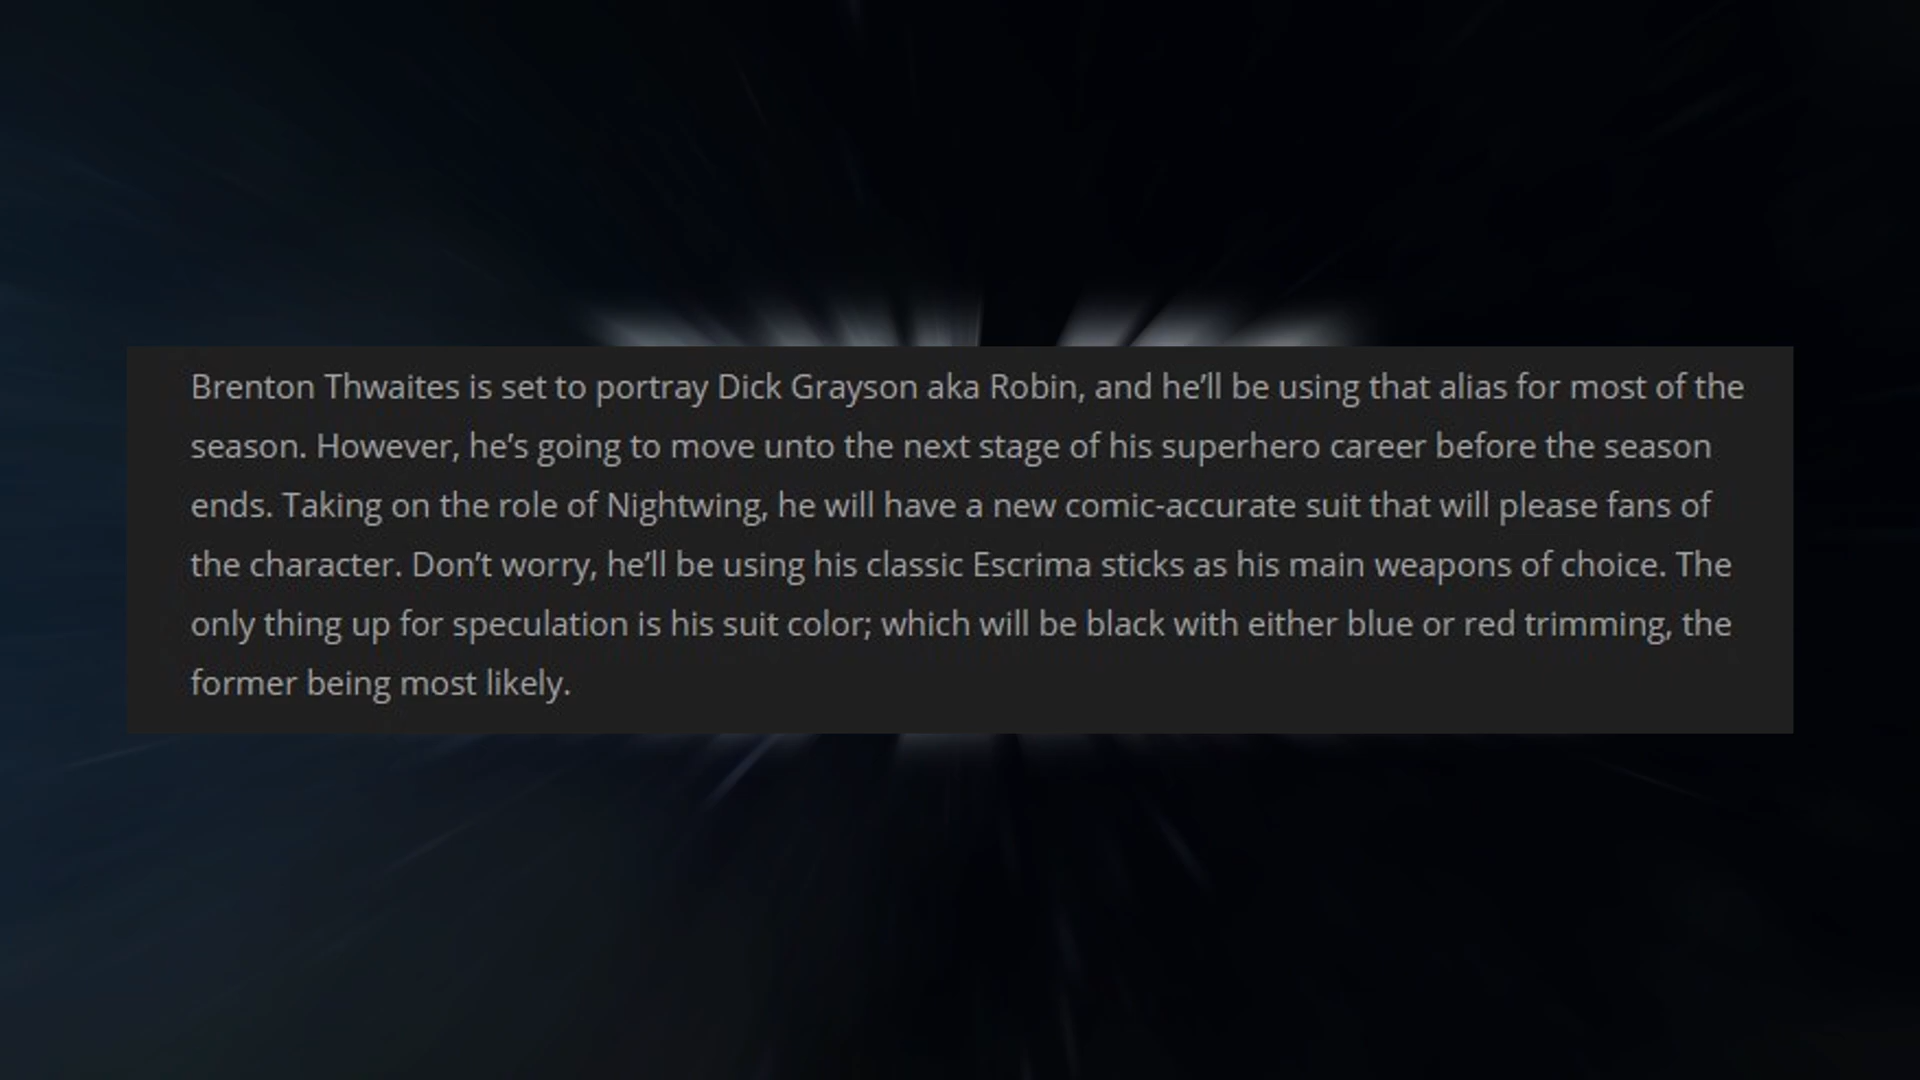 Brenton Thwaites is set to portray Dick Grayson aka Robin, and he’ll be using that alias for most of the
season. However, he’s going to move unto the next stage of his superhero career before the season
ends. Taking on the role of Nightwing, he will have a new comic-accurate suit that will please fans of
the character. Don’t worry, he’ll be using his classic Escrima sticks as his main weapons of choice. The
only thing up for speculation is his suit color; which will be black with either blue or red trimming, the
former being most likely.